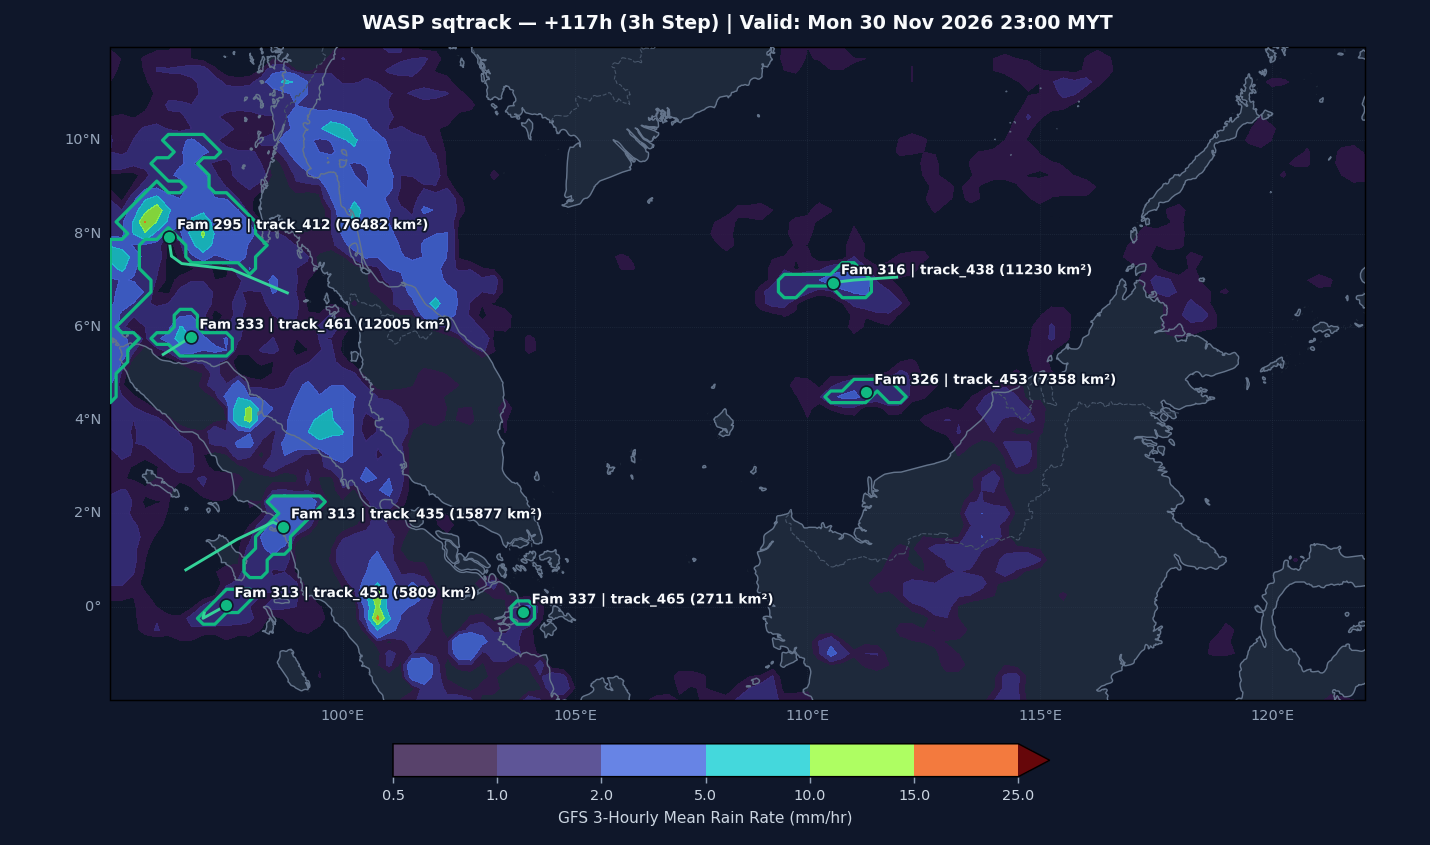 WASP sqtrack — +117h (3h Step) | Valid: Mon 30 Nov 2026 23:00 MYT
10°N
8°N
6°N
4°N
2°N
0°
Fam 295 | track_412 (76482 km²)
Fam 316 | track_438 (11230 km²)
Fam 333 | track_461 (12005 km²)
Fam 326 | track_453 (7358 km²)
Fam 313 | track_435 (15877 km²)
Fam 313 | track_451 (5809 km²)
Fam 337 | track_465 (2711 km²)
100°E 105°E 110°E 115°E 120°E
0.5 1.0 2.0 5.0 10.0 15.0 25.0
GFS 3-Hourly Mean Rain Rate (mm/hr)